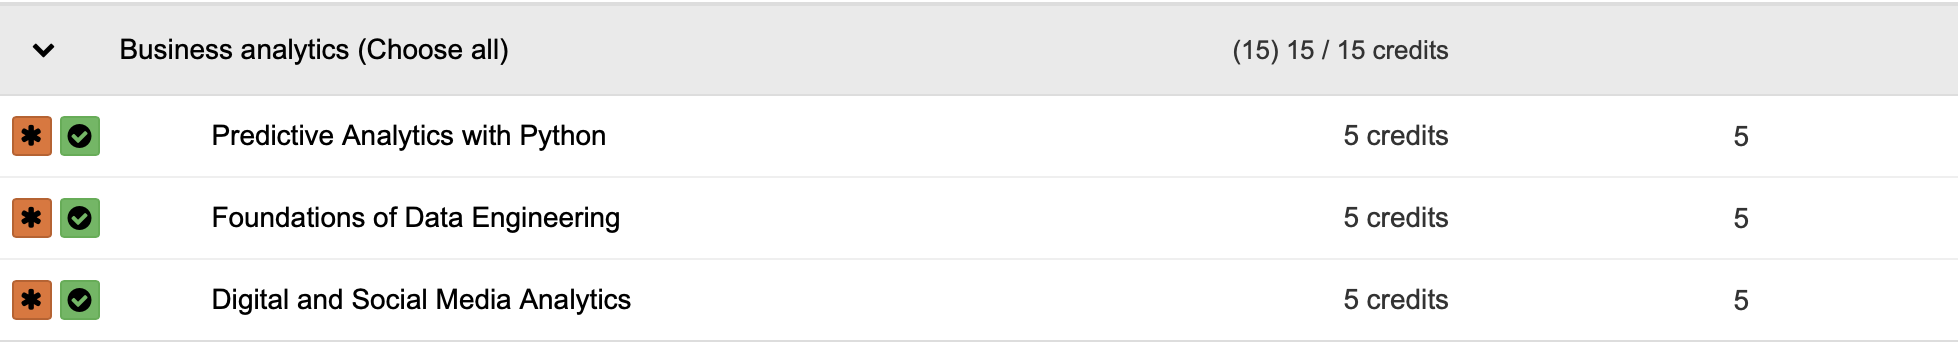 Business analytics (Choose all) (15) 15 / 15 credits
Predictive Analytics with Python 5 credits 5
Foundations of Data Engineering 5 credits 5
Digital and Social Media Analytics 5 credits 5